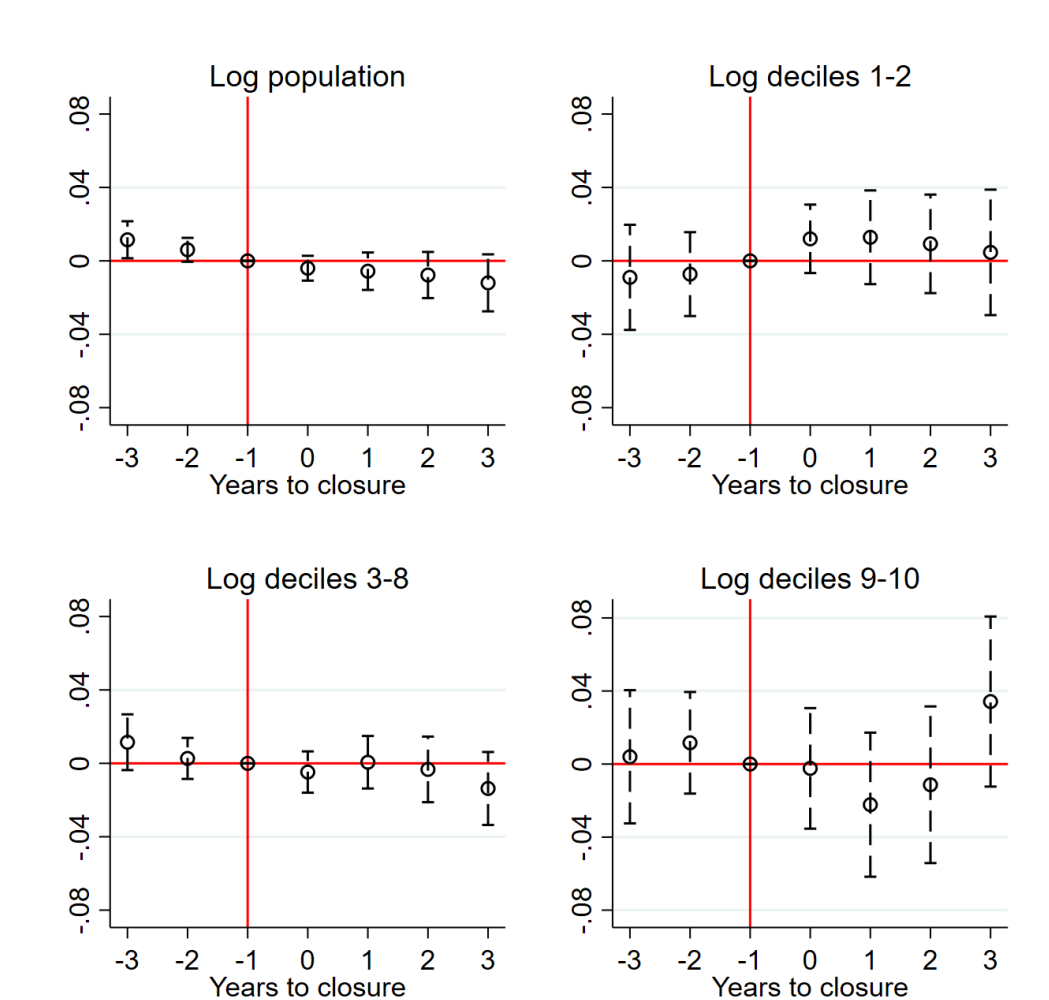 Log population
.08
.04
0
-.04
-.08
-3 -2 -1 0 1 2 3
Years to closure
Log deciles 1-2
.08
.04
0
-.04
-.08
-3 -2 -1 0 1 2 3
Years to closure
Log deciles 3-8
.08
.04
0
-.04
-.08
-3 -2 -1 0 1 2 3
Years to closure
Log deciles 9-10
.08
.04
0
-.04
-.08
-3 -2 -1 0 1 2 3
Years to closure